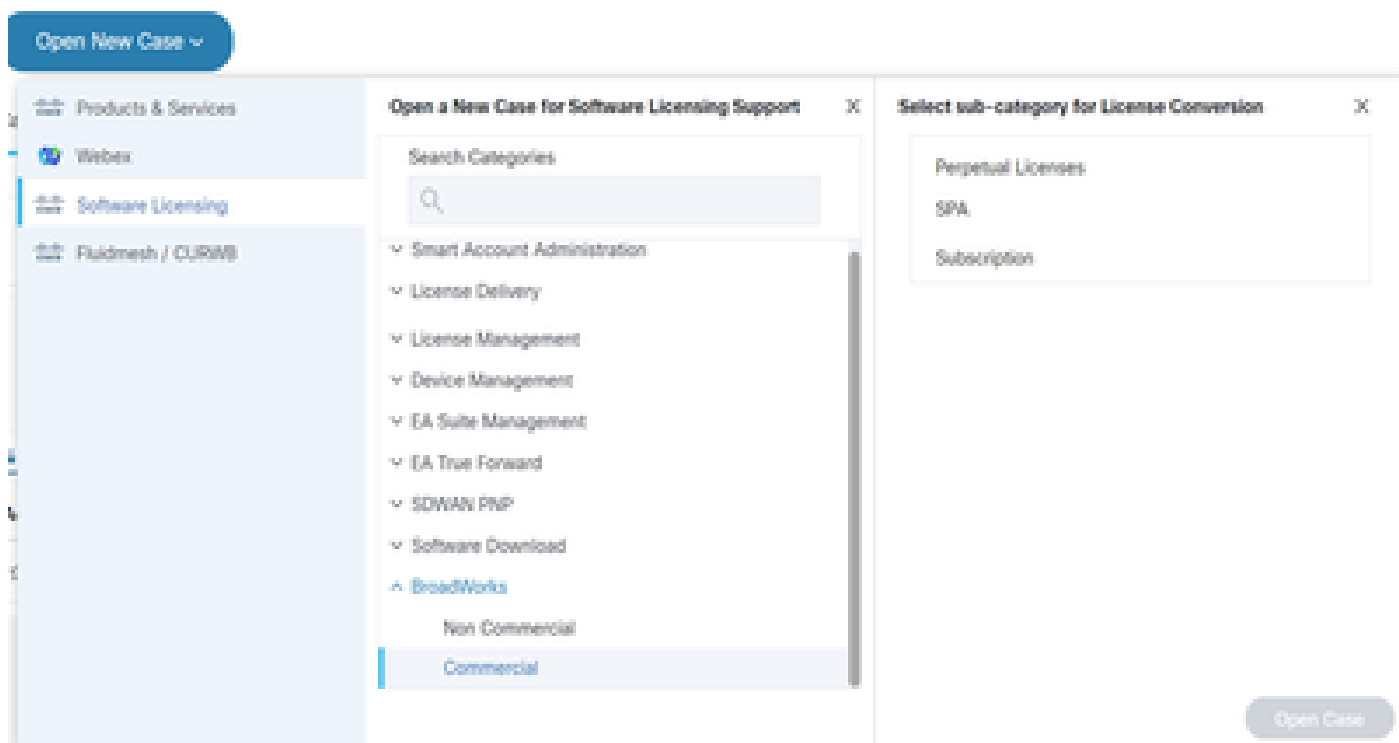 Open New Case
Products & Services
Webex
Software Licensing
Fluidmesh / CURWB
Open a New Case for Software Licensing Support
Search Categories
Smart Account Administration
License Delivery
License Management
Device Management
EA Suite Management
EA True Forward
SDWAN PNP
Software Download
BroadWorks
Non Commercial
Commercial
Select sub-category for License Conversion
Perpetual Licenses
SPA
Subscription
Open Case